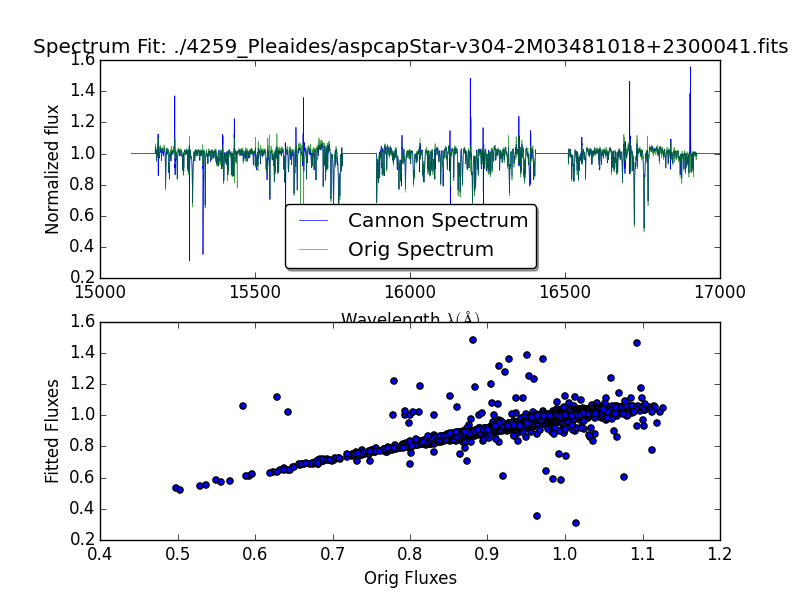 Spectrum Fit: ./4259_Pleaides/aspcapStar-v304-2M03481018+2300041.fits
1.6
1.4
1.2
1.0
0.8
0.6
0.4
0.2
Normalized flux
Cannon Spectrum
Orig Spectrum
15000 15500 16000 16500 17000
Wavelength λ(Å)
1.6
1.4
1.2
1.0
0.8
0.6
0.4
0.2
Fitted Fluxes
0.4 0.5 0.6 0.7 0.8 0.9 1.0 1.1 1.2
Orig Fluxes